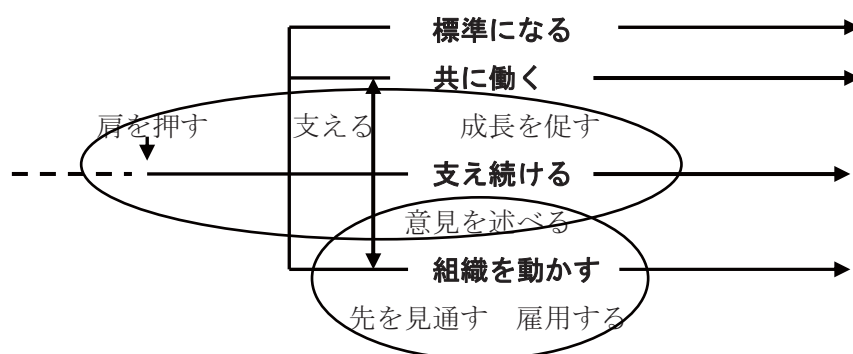 標準になる
共に働く
肩を押す 支える 成長を促す
支え続ける
意見を述べる
組織を動かす
先を見通す 雇用する